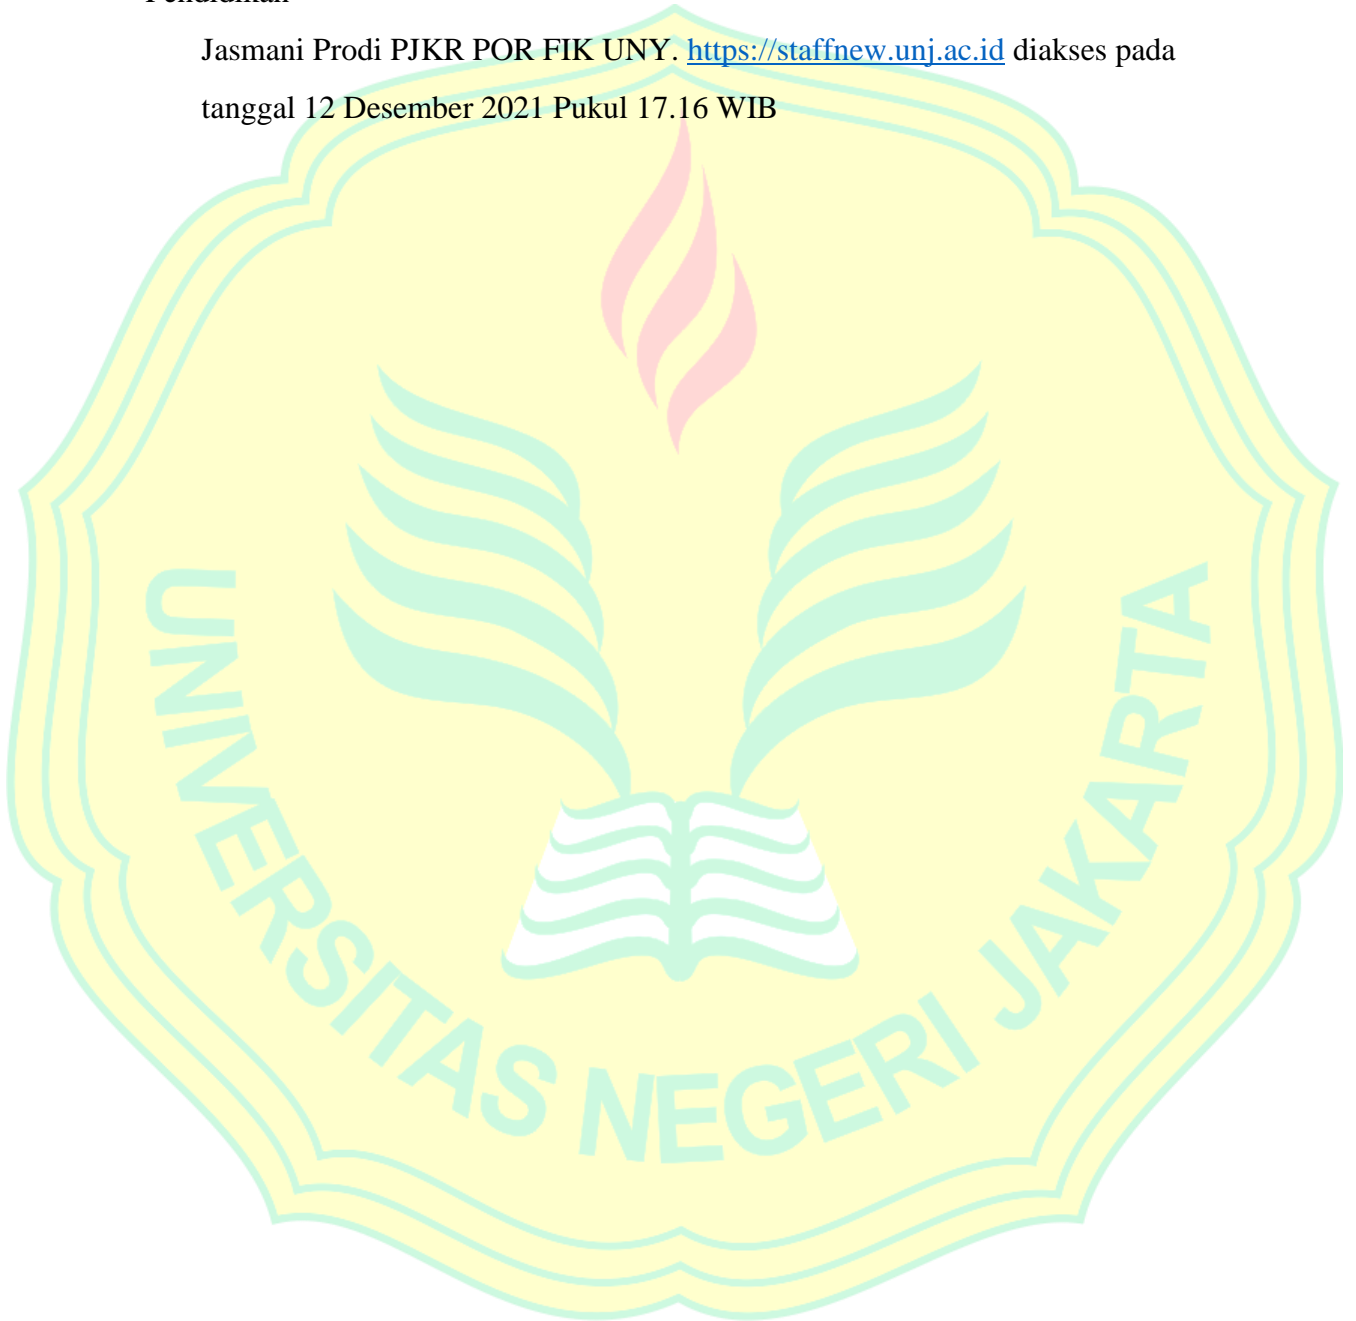 Pendidikan
Jasmani Prodi PJKR POR FIK UNY. https://staffnew.unj.ac.id diakses pada
tanggal 12 Desember 2021 Pukul 17.16 WIB
UNIVERSITAS NEGERI JAKARTA